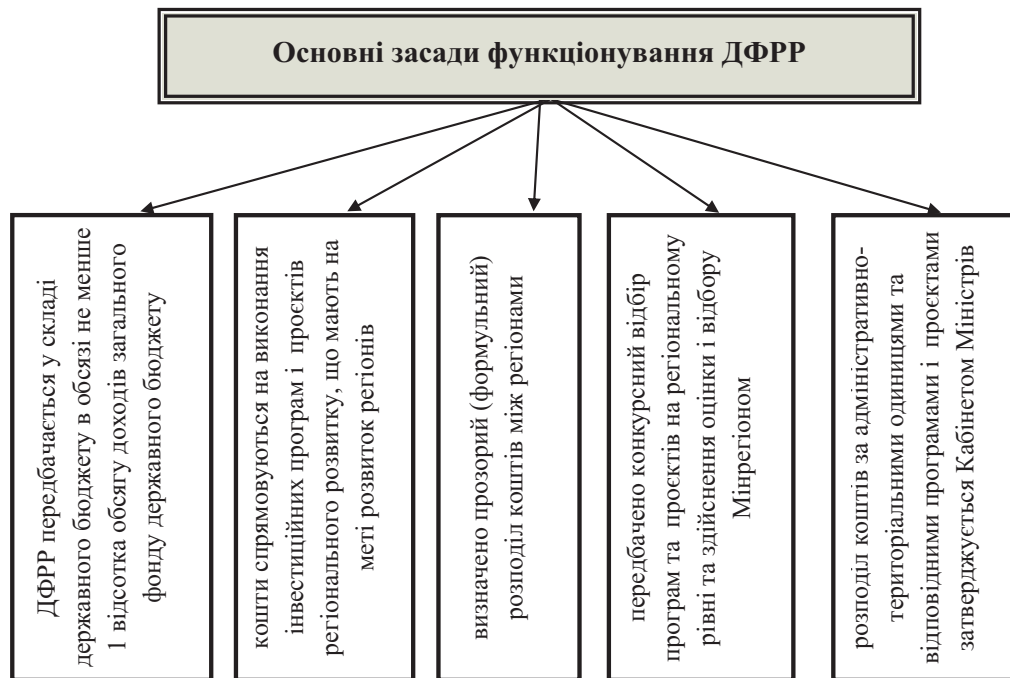 Основні засади функціонування ДФРР
ДФРР передбачається у складі
державного бюджету в обсязі не менше
1 відсотка обсягу доходів загального
фонду державного бюджету
кошти спрямовуються на виконання
інвестиційних програм і проєктів
регіонального розвитку, що мають на
меті розвиток регіонів
визначено прозорий (формульний)
розподіл коштів між регіонами
передбачено конкурсний відбір
програм та проєктів на регіональному
рівні та здійснення оцінки і відбору
Мінрегіоном
розподіл коштів за адміністративно-
територіальними одиницями та
відповідними програмами і проєктами
затверджується Кабінетом Міністрів